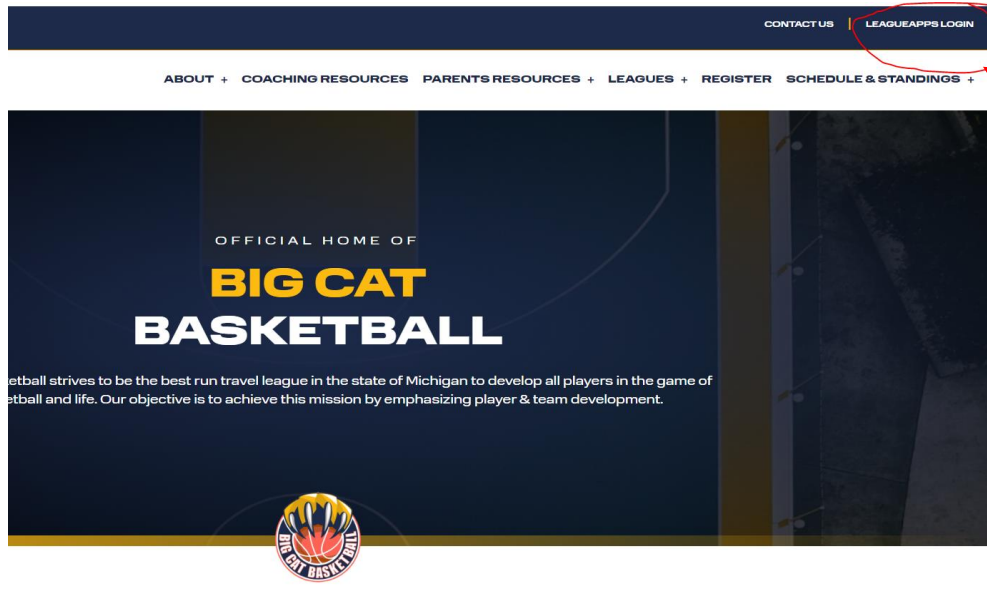 CONTACT US | LEAGUEAPPS LOGIN
ABOUT + COACHING RESOURCES PARENTS RESOURCES + LEAGUES + REGISTER SCHEDULE & STANDINGS +
OFFICIAL HOME OF
BIG CAT
BASKETBALL
etball strives to be the best run travel league in the state of Michigan to develop all players in the game of
etball and life. Our objective is to achieve this mission by emphasizing player & team development.
BIG CAT BASKETBALL